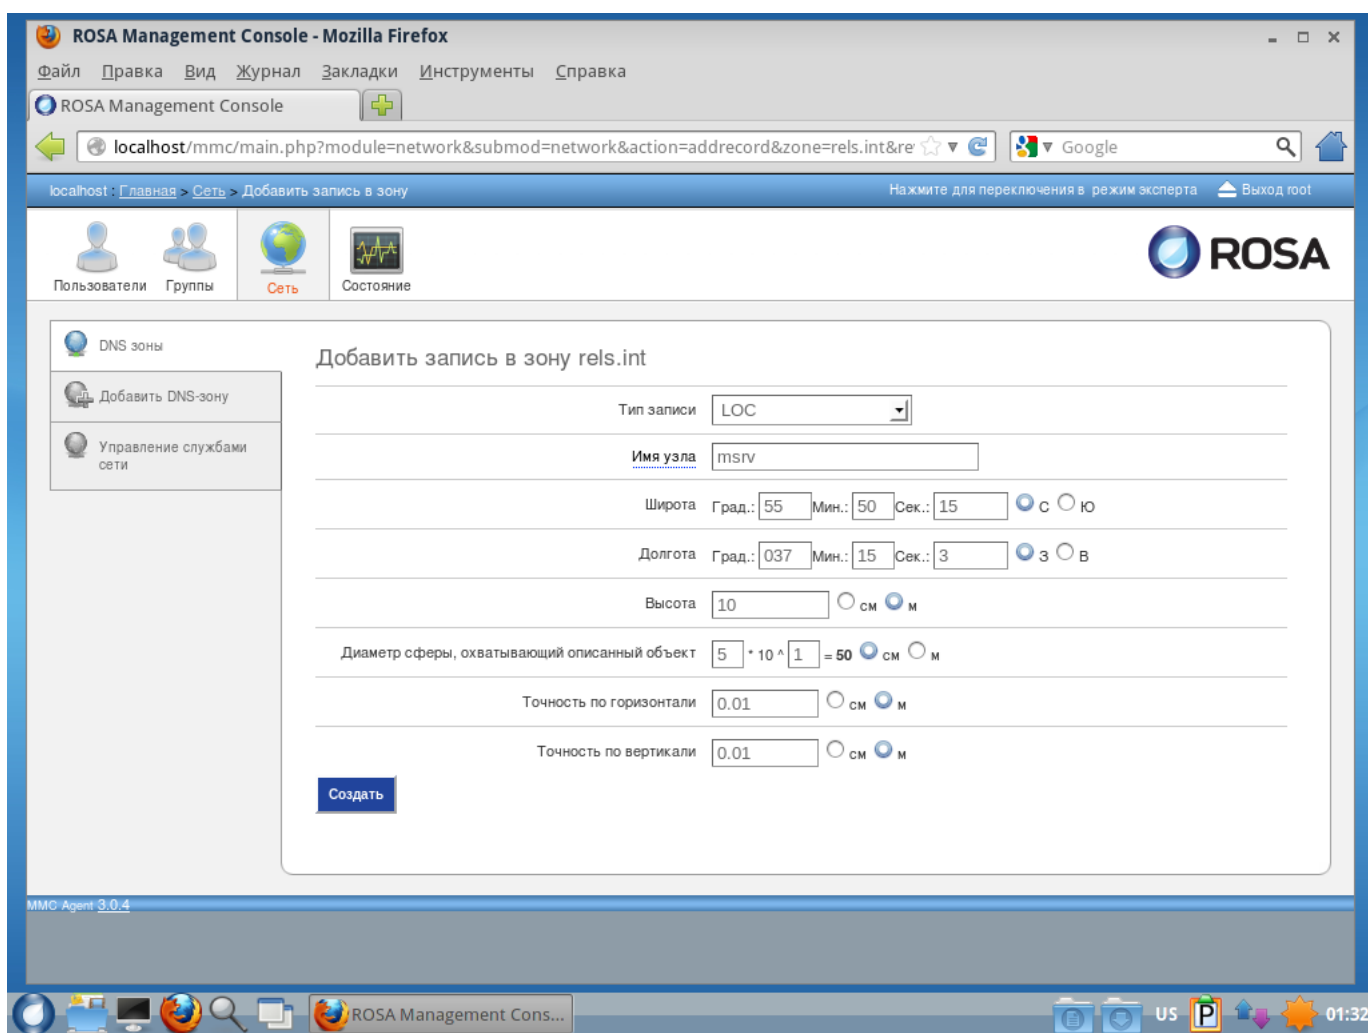 ROSA Management Console - Mozilla Firefox
Файл Правка Вид Журнал Закладки Инструменты Справка
ROSA Management Console
localhost/mmc/main.php?module=network&submod=network&action=addrecord&zone=rels.int&re Google
localhost : Главная > Сеть > Добавить запись в зону Нажмите для переключения в режим эксперта Выход root
Пользователи Группы Сеть Состояние
ROSA
DNS зоны
Добавить DNS-зону
Управление службами
сети
Добавить запись в зону rels.int
Тип записи LOC
Имя узла msrv
Широта Град.: 55 Мин.: 50 Сек.: 15 С Ю
Долгота Град.: 037 Мин.: 15 Сек.: 3 З В
Высота 10 см м
Диаметр сферы, охватывающий описанный объект 5 * 10 ^ 1 = 50 см м
Точность по горизонтали 0.01 см м
Точность по вертикали 0.01 см м
Создать
MMC Agent 3.0.4
ROSA Management Cons... US P 01:32